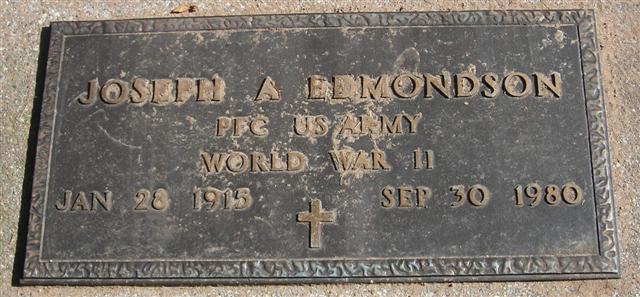 JOSEPH A EDMONDSON
PFC US ARMY
WORLD WAR II
JAN 28 1915 SEP 30 1980